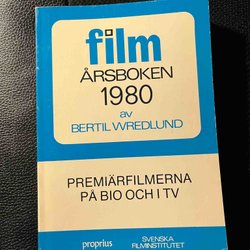 film
ÅRSBOKEN
1980
av
BERTIL WREDLUND
PREMIÄRFILMERNA
PÅ BIO OCH I TV
proprius
SVENSKA
FILMINSTITUTET